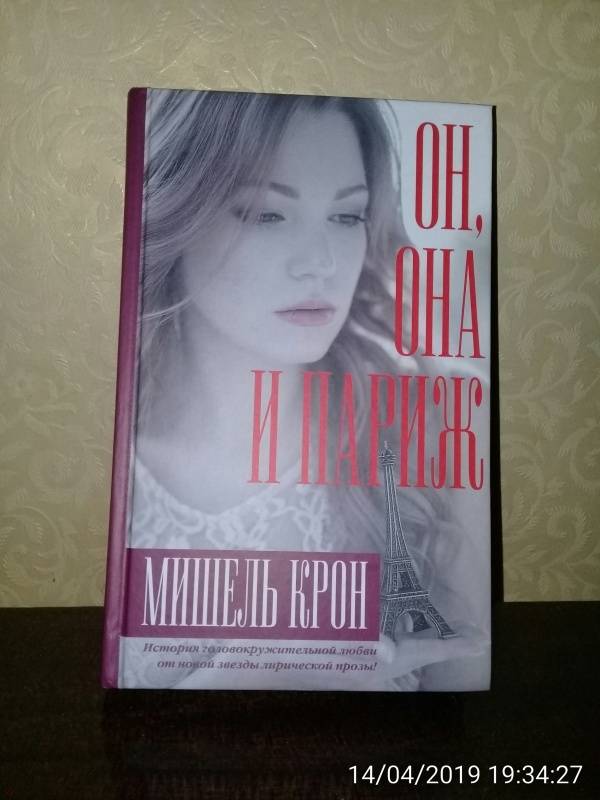 ОН,
ОНА
И ПАРИЖ
МИШЕЛЬ КРОН
История головокружительной любви
от новой звезды лирической прозы!
14/04/2019 19:34:27